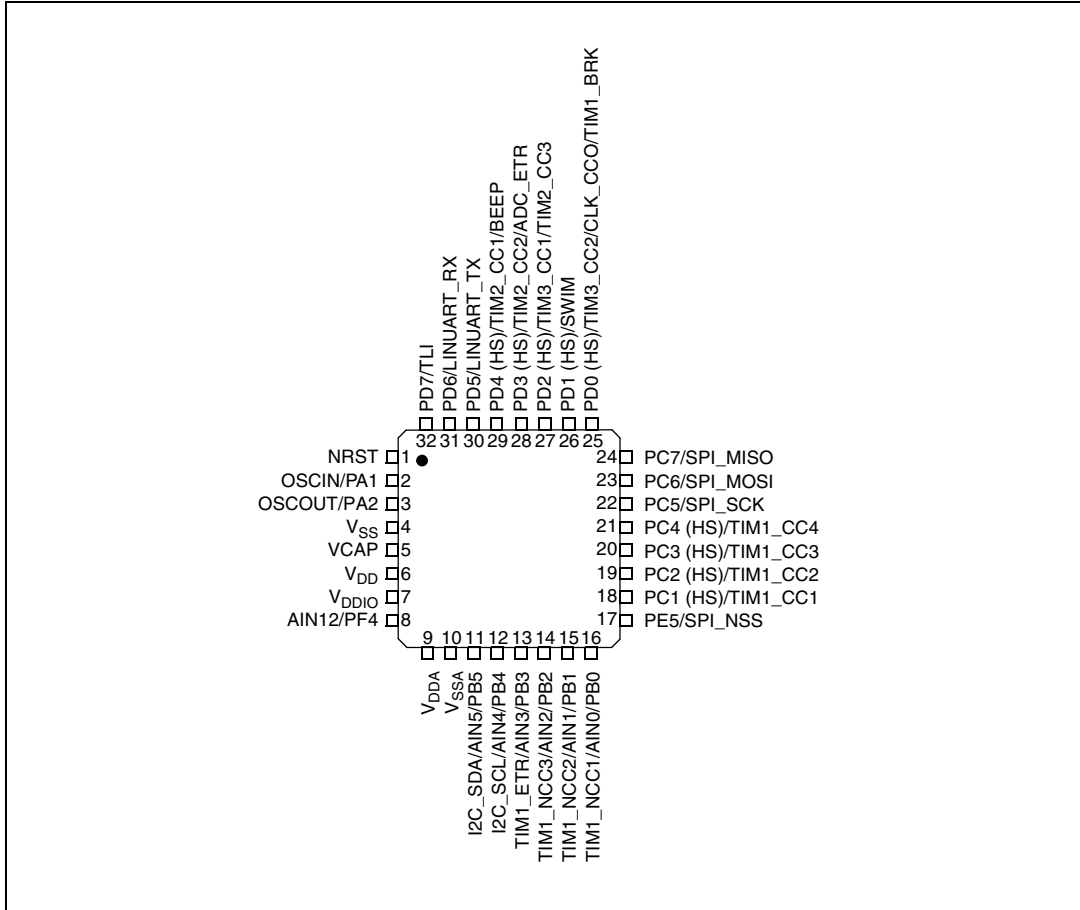 PD7/TLI
PD6/LINUART_RX
PD5/LINUART_TX
PD4 (HS)/TIM2_CC1/BEEP
PD3 (HS)/TIM2_CC2/ADC_ETR
PD2 (HS)/TIM3_CC1/TIM2_CC3
PD1 (HS)/SWIM
PD0 (HS)/TIM3_CC2/CLK_CCO/TIM1_BRK
32 31 30 29 28 27 26 25
NRST 1
OSCIN/PA1 2
OSCOUT/PA2 3
VSS 4
VCAP 5
VDD 6
VDDIO 7
AIN12/PF4 8
24 PC7/SPI_MISO
23 PC6/SPI_MOSI
22 PC5/SPI_SCK
21 PC4 (HS)/TIM1_CC4
20 PC3 (HS)/TIM1_CC3
19 PC2 (HS)/TIM1_CC2
18 PC1 (HS)/TIM1_CC1
17 PE5/SPI_NSS
9 10 11 12 13 14 15 16
VDDA
VSSA
I2C_SDA/AIN5/PB5
I2C_SCL/AIN4/PB4
TIM1_ETR/AIN3/PB3
TIM1_NCC3/AIN2/PB2
TIM1_NCC2/AIN1/PB1
TIM1_NCC1/AIN0/PB0